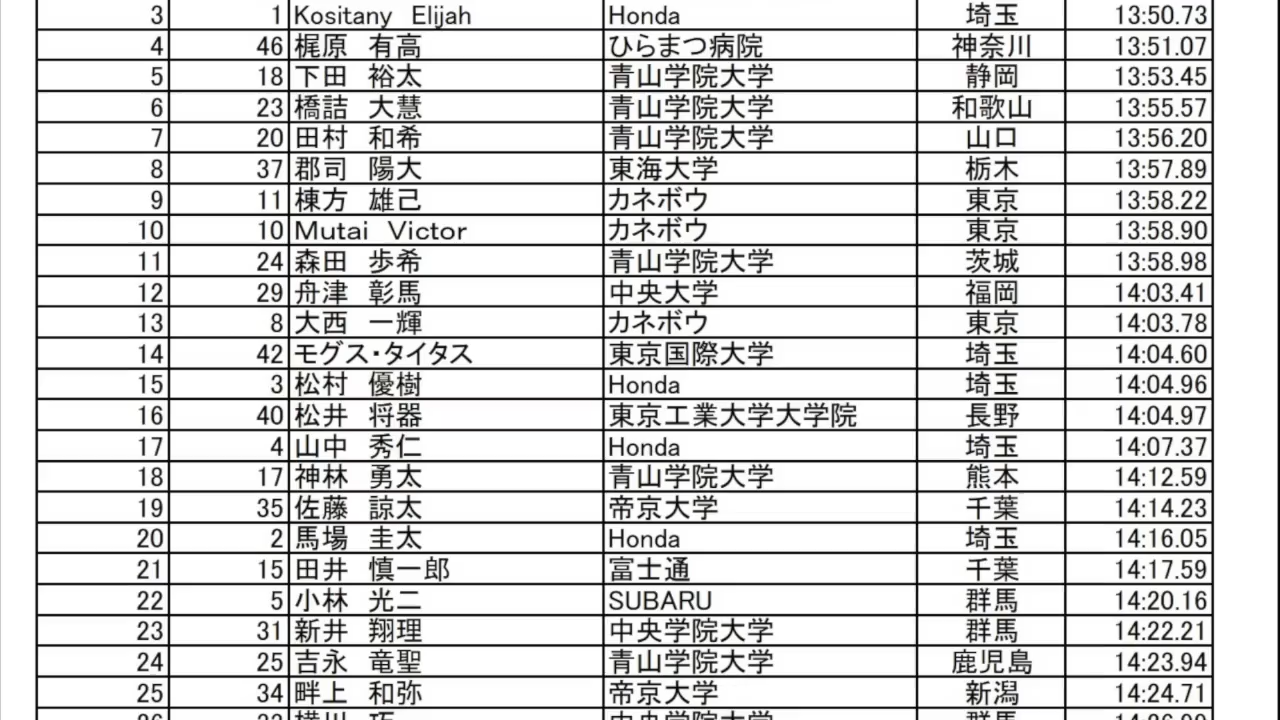 3 1 Kositany Elijah Honda 埼玉 13:50.73
4 46 梶原 有高 ひらまつ病院 神奈川 13:51.07
5 18 下田 裕太 青山学院大学 静岡 13:53.45
6 23 橋詰 大慧 青山学院大学 和歌山 13:55.57
7 20 田村 和希 青山学院大学 山口 13:56.20
8 37 郡司 陽大 東海大学 栃木 13:57.89
9 11 棟方 雄己 カネボウ 東京 13:58.22
10 10 Mutai Victor カネボウ 東京 13:58.90
11 24 森田 歩希 青山学院大学 茨城 13:58.98
12 29 舟津 彰馬 中央大学 福岡 14:03.41
13 8 大西 一輝 カネボウ 東京 14:03.78
14 42 モグス・タイタス 東京国際大学 埼玉 14:04.60
15 3 松村 優樹 Honda 埼玉 14:04.96
16 40 松井 将器 東京工業大学大学院 長野 14:04.97
17 4 山中 秀仁 Honda 埼玉 14:07.37
18 17 神林 勇太 青山学院大学 熊本 14:12.59
19 35 佐藤 諒太 帝京大学 千葉 14:14.23
20 2 馬場 圭太 Honda 埼玉 14:16.05
21 15 田井 慎一郎 富士通 千葉 14:17.59
22 5 小林 光二 SUBARU 群馬 14:20.16
23 31 新井 翔理 中央学院大学 群馬 14:22.21
24 25 吉永 竜聖 青山学院大学 鹿児島 14:23.94
25 34 畔上 和弥 帝京大学 新潟 14:24.71